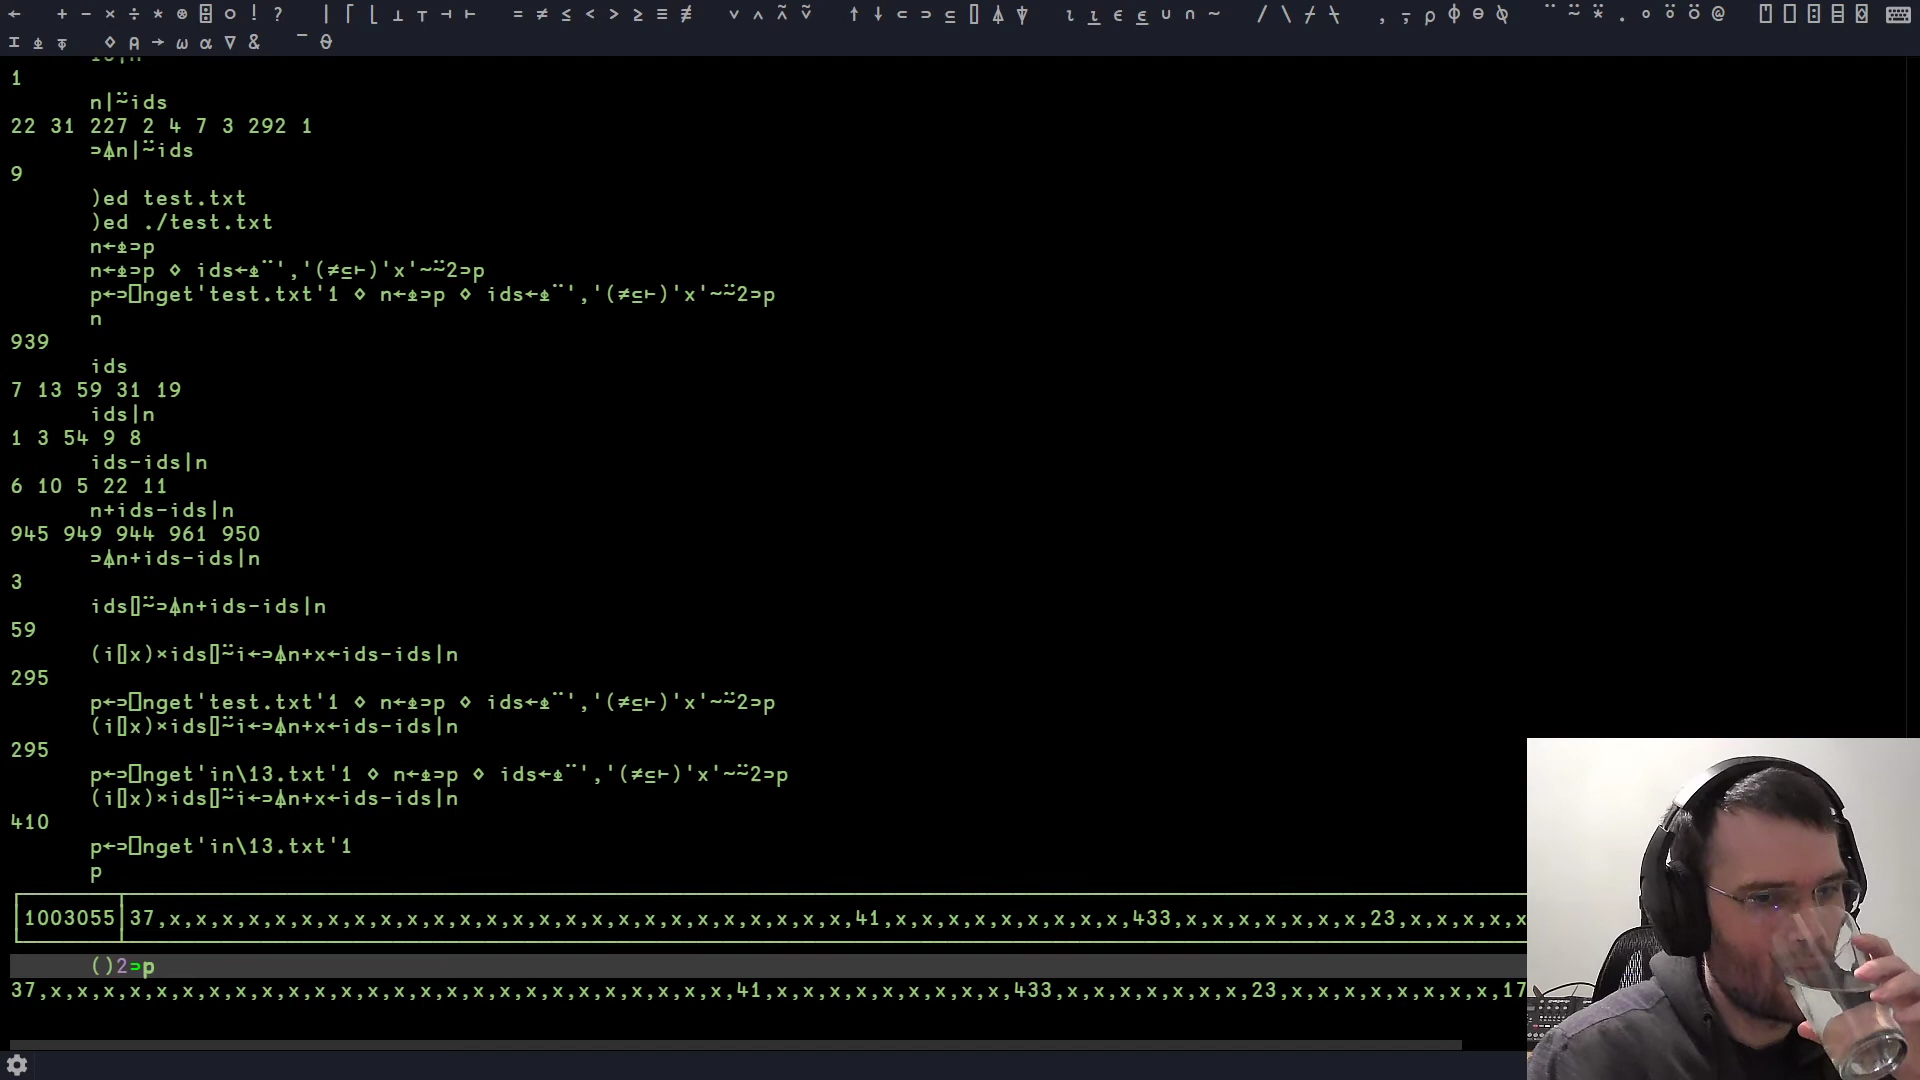 ← + - × ÷ * ⍟ ⌹ ○ ! ? | ⌈ ⌊ ⊥ ⊤ ⊣ ⊢ = ≠ ≤ < > ≥ ≡ ≢ ∨ ∧ ⍲ ⍱ ↑ ↓ ⊂ ⊃ ⊆ ⌷ ⍋ ⍒ ⍳ ⍸ ∊ ⍷ ∪ ∩ ~ / \ ⌿ ⍀ , ⍪ ⍴ ⌽ ⊖ ⍉ ¨ ⍨ ⍣ . ∘ ⍤ ⍥ @ ⍞ ⎕ ⍠ ⌸ ⌺
⌶ ⍎ ⍕ ⋄ ⍝ → ⍵ ⍺ ∇ & ¯ ⍬
1
n|⍨ids
22 31 227 2 4 7 3 292 1
⊃⍋n|⍨ids
9
)ed test.txt
)ed ./test.txt
n←⍎⊃p
n←⍎⊃p ⋄ ids←⍎¨','(≠⊆⊢)'x'~⍨2⊃p
p←⊃⎕nget'test.txt'1 ⋄ n←⍎⊃p ⋄ ids←⍎¨','(≠⊆⊢)'x'~⍨2⊃p
n
939
ids
7 13 59 31 19
ids|n
1 3 54 9 8
ids-ids|n
6 10 5 22 11
n+ids-ids|n
945 949 944 961 950
⊃⍋n+ids-ids|n
3
ids⌷⍨⊃⍋n+ids-ids|n
59
(i⌷x)×ids⌷⍨i←⊃⍋n+x←ids-ids|n
295
p←⊃⎕nget'test.txt'1 ⋄ n←⍎⊃p ⋄ ids←⍎¨','(≠⊆⊢)'x'~⍨2⊃p
(i⌷x)×ids⌷⍨i←⊃⍋n+x←ids-ids|n
295
p←⊃⎕nget'in\13.txt'1 ⋄ n←⍎⊃p ⋄ ids←⍎¨','(≠⊆⊢)'x'~⍨2⊃p
(i⌷x)×ids⌷⍨i←⊃⍋n+x←ids-ids|n
410
p←⊃⎕nget'in\13.txt'1
p
1003055 37,x,x,x,x,x,x,x,x,x,x,x,x,x,x,x,x,x,x,x,x,x,x,x,x,x,x,41,x,x,x,x,x,x,x,x,x,433,x,x,x,x,x,x,x,23,x,x,x,x,x
()2⊃p
37,x,x,x,x,x,x,x,x,x,x,x,x,x,x,x,x,x,x,x,x,x,x,x,x,x,x,41,x,x,x,x,x,x,x,x,x,433,x,x,x,x,x,x,x,23,x,x,x,x,x,x,x,x,17